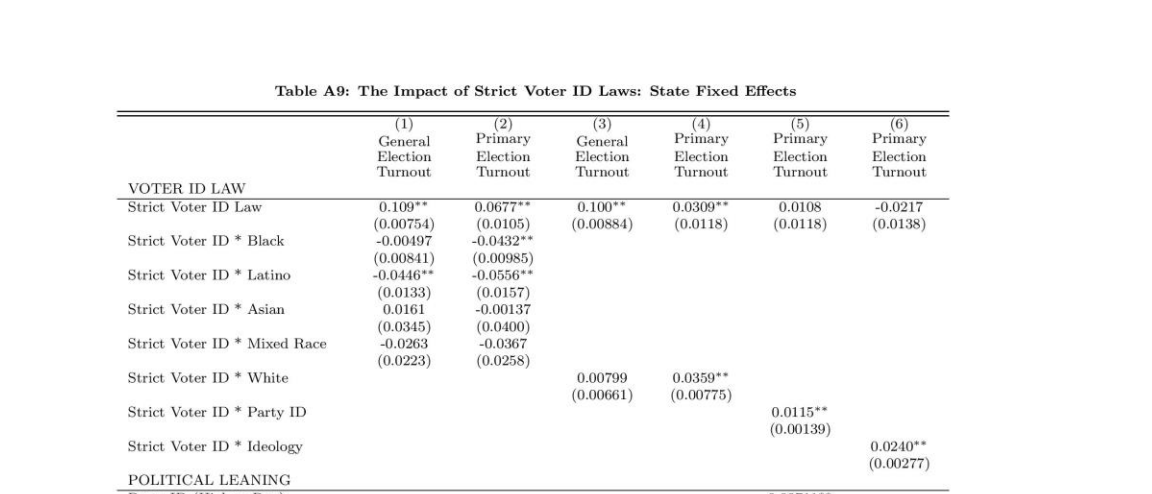 Table A9: The Impact of Strict Voter ID Laws: State Fixed Effects
(1) (2) (3) (4) (5) (6)
General Primary General Primary Primary Primary
Election Election Election Election Election Election
Turnout Turnout Turnout Turnout Turnout Turnout
VOTER ID LAW
Strict Voter ID Law 0.109** 0.0677** 0.100** 0.0309** 0.0108 -0.0217
(0.00754) (0.0105) (0.00884) (0.0118) (0.0118) (0.0138)
Strict Voter ID * Black -0.00497 -0.0432**
(0.00841) (0.00985)
Strict Voter ID * Latino -0.0446** -0.0556**
(0.0133) (0.0157)
Strict Voter ID * Asian 0.0161 -0.00137
(0.0345) (0.0400)
Strict Voter ID * Mixed Race -0.0263 -0.0367
(0.0223) (0.0258)
Strict Voter ID * White 0.00799 0.0359**
(0.00661) (0.00775)
Strict Voter ID * Party ID 0.0115**
(0.00139)
Strict Voter ID * Ideology 0.0240**
(0.00277)
POLITICAL LEANING